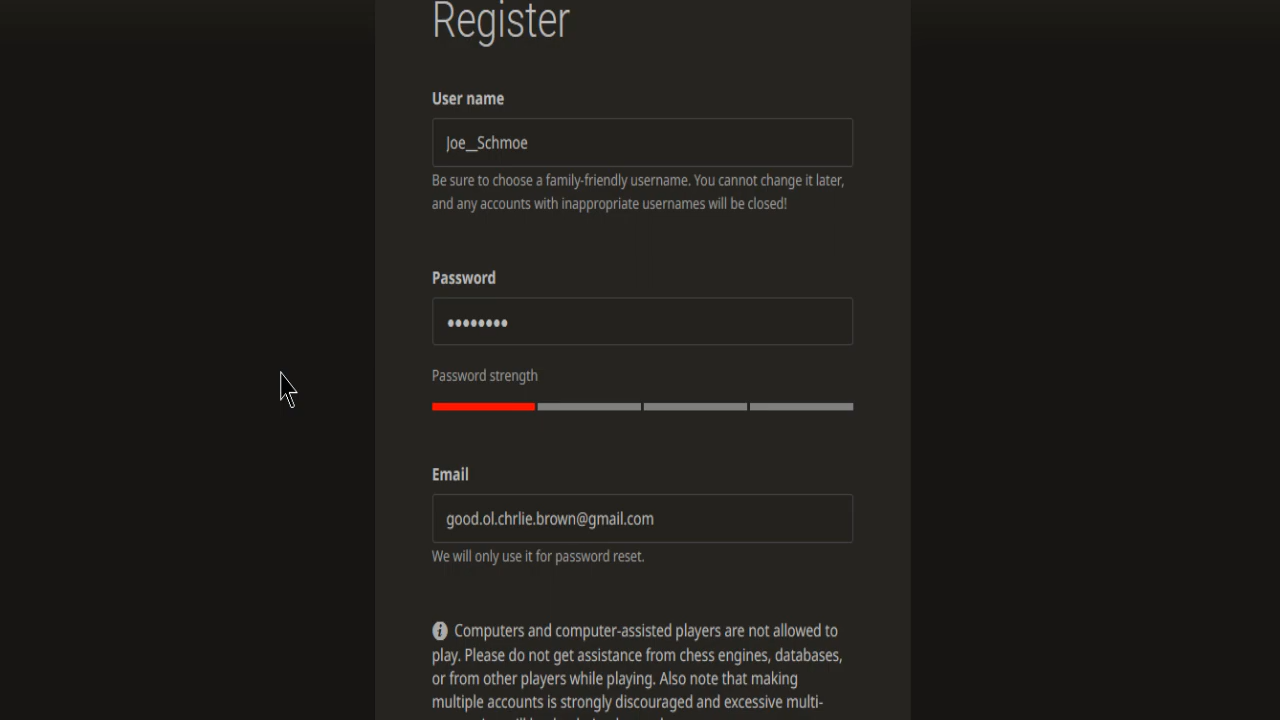 Register
User name
Joe__Schmoe
Be sure to choose a family-friendly username. You cannot change it later,
and any accounts with inappropriate usernames will be closed!
Password
••••••••
Password strength
Email
good.ol.chrlie.brown@gmail.com
We will only use it for password reset.
Computers and computer-assisted players are not allowed to
play. Please do not get assistance from chess engines, databases,
or from other players while playing. Also note that making
multiple accounts is strongly discouraged and excessive multi-